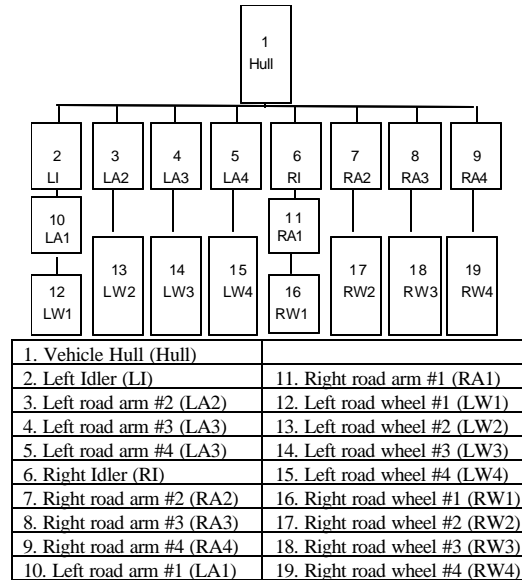 1
Hull
2 3 4 5 6 7 8 9
LI LA2 LA3 LA4 RI RA2 RA3 RA4
10 11
LA1 RA1
12 13 14 15 16 17 18 19
LW1 LW2 LW3 LW4 RW1 RW2 RW3 RW4
1. Vehicle Hull (Hull)
2. Left Idler (LI) 11. Right road arm #1 (RA1)
3. Left road arm #2 (LA2) 12. Left road wheel #1 (LW1)
4. Left road arm #3 (LA3) 13. Left road wheel #2 (LW2)
5. Left road arm #4 (LA3) 14. Left road wheel #3 (LW3)
6. Right Idler (RI) 15. Left road wheel #4 (LW4)
7. Right road arm #2 (RA2) 16. Right road wheel #1 (RW1)
8. Right road arm #3 (RA3) 17. Right road wheel #2 (RW2)
9. Right road arm #4 (RA4) 18. Right road wheel #3 (RW3)
10. Left road arm #1 (LA1) 19. Right road wheel #4 (RW4)